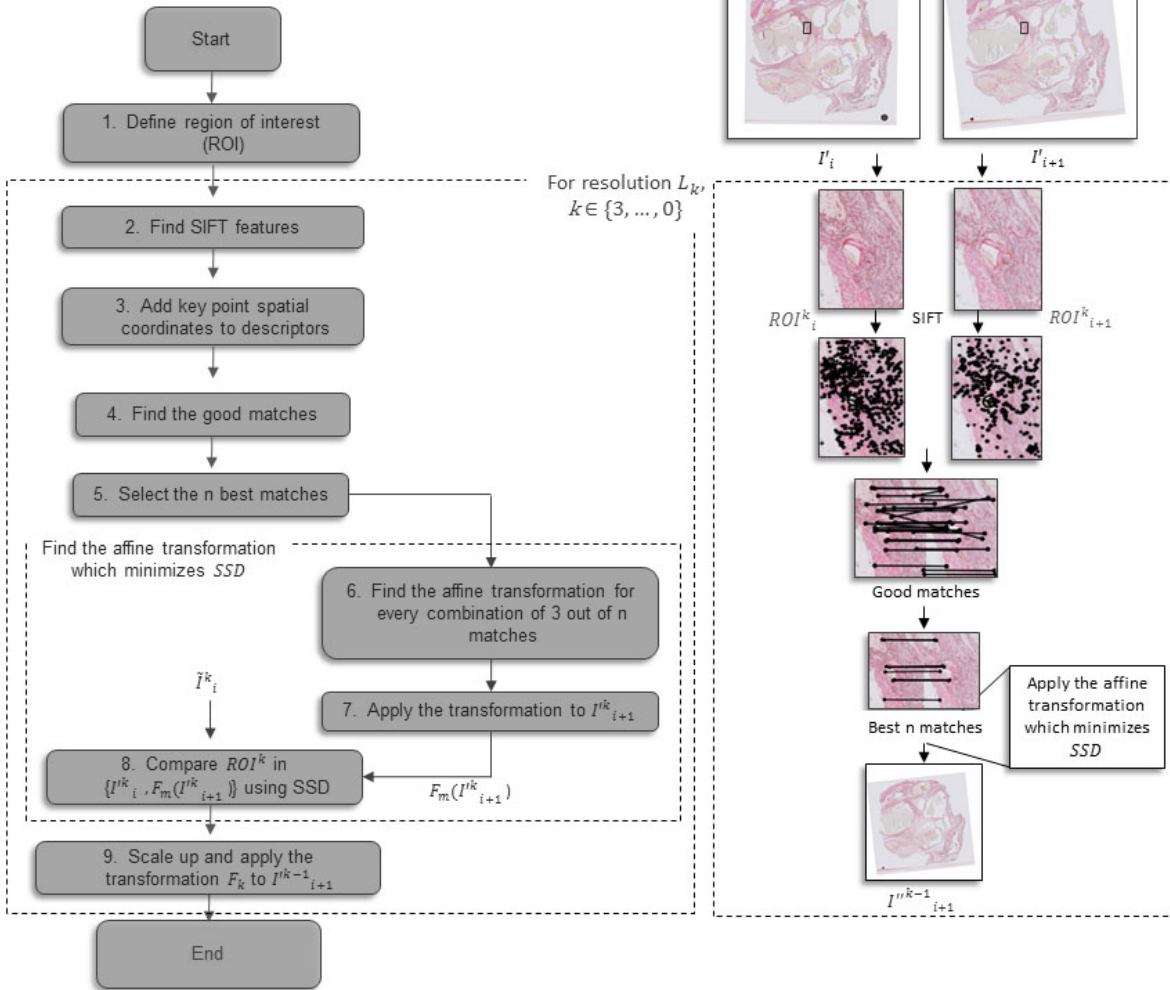 Start
1. Define region of interest
(ROI)
For resolution L_k,
k ∈ {3, … , 0}
2. Find SIFT features
3. Add key point spatial
coordinates to descriptors
4. Find the good matches
5. Select the n best matches
Find the affine transformation
which minimizes SSD
6. Find the affine transformation for
every combination of 3 out of n
matches
Ĩ^k_i
7. Apply the transformation to I'^k_{i+1}
8. Compare ROI^k in
{I'^k_i , F_m(I'^k_{i+1})} using SSD
F_m(I'^k_{i+1})
9. Scale up and apply the
transformation F_k to I'^{k−1}_{i+1}
End
I'_i
I'_{i+1}
ROI^k_i
SIFT
ROI^k_{i+1}
Good matches
Best n matches
Apply the affine
transformation
which minimizes
SSD
I''^{k−1}_{i+1}